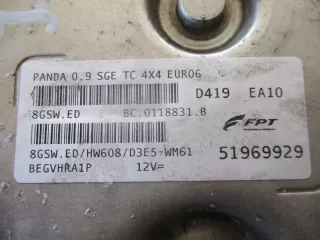 PANDA 0.9 SGE TC 4X4 EURO6
D419 EA10
8GSW.ED BC.0118831.B
FPT
8GSW.ED/HW608/D3E5-WM61 51969929
BEGVHRA1P 12V=